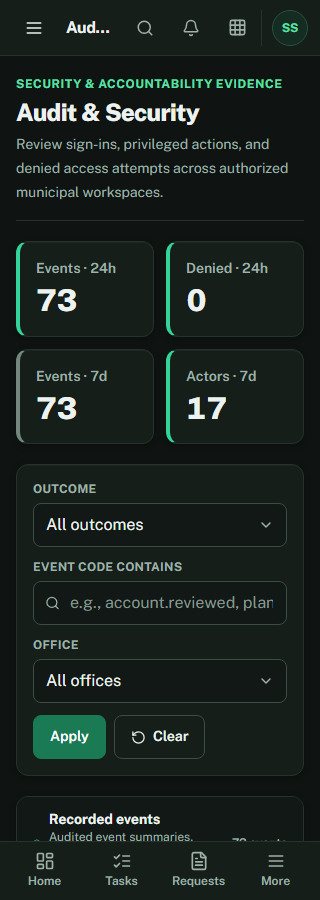 Aud...
SS
SECURITY & ACCOUNTABILITY EVIDENCE
Audit & Security
Review sign-ins, privileged actions, and
denied access attempts across authorized
municipal workspaces.
Events · 24h
73
Denied · 24h
0
Events · 7d
73
Actors · 7d
17
OUTCOME
All outcomes
EVENT CODE CONTAINS
e.g., account.reviewed, plan
OFFICE
All offices
Apply
Clear
Recorded events
Audited event summaries,
Home
Tasks
Requests
More